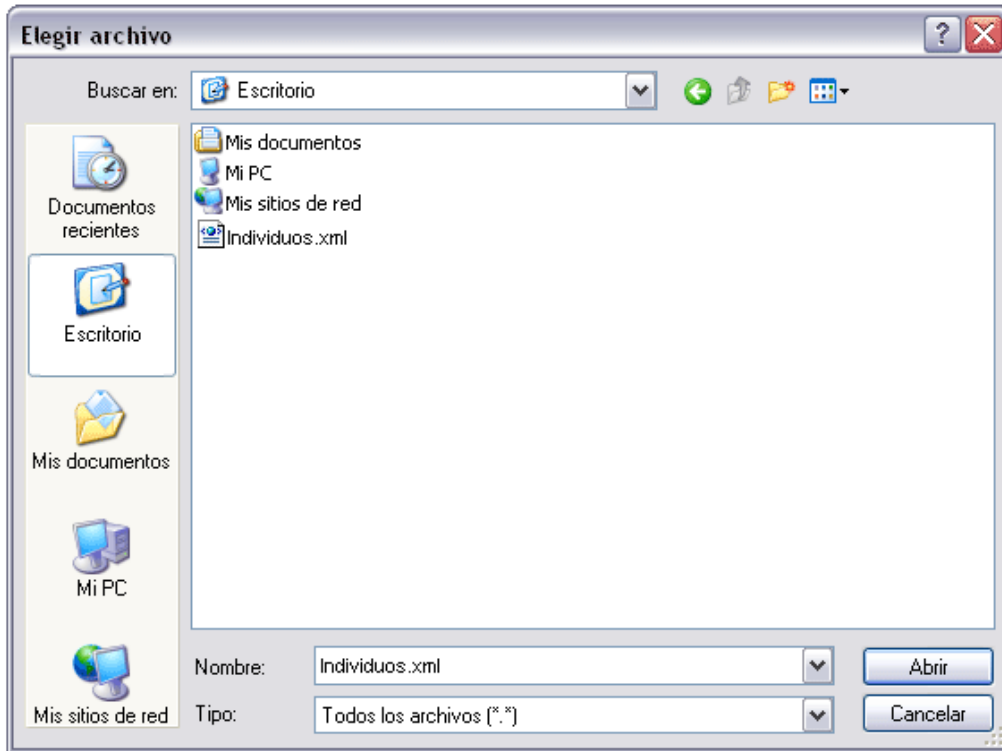 Elegir archivo
Buscar en: Escritorio
Documentos
recientes
Escritorio
Mis documentos
Mi PC
Mis sitios de red
Mis documentos
Mi PC
Mis sitios de red
Individuos.xml
Nombre: Individuos.xml Abrir
Tipo: Todos los archivos (*.*) Cancelar